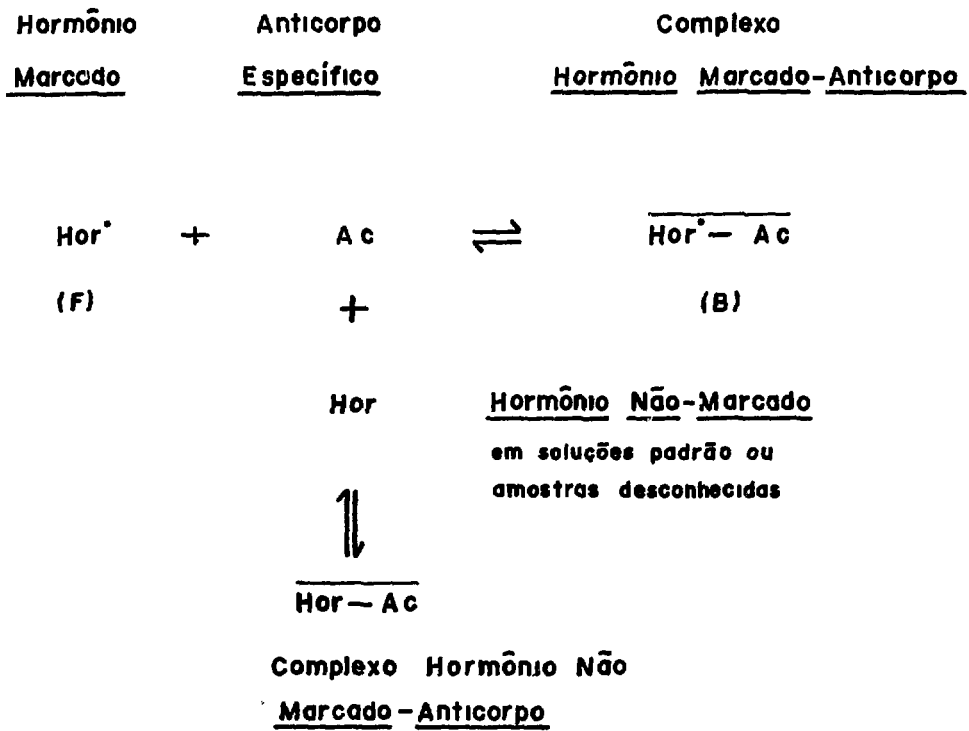 Hormônio Anticorpo Complexo
Marcado Específico Hormônio Marcado-Anticorpo
Hor* + Ac ⇌ Hor*— Ac
(F) + (B)
Hor Hormônio Não-Marcado
em soluções padrão ou
amostras desconhecidas
⥮
Hor — Ac
Complexo Hormônio Não
Marcado - Anticorpo